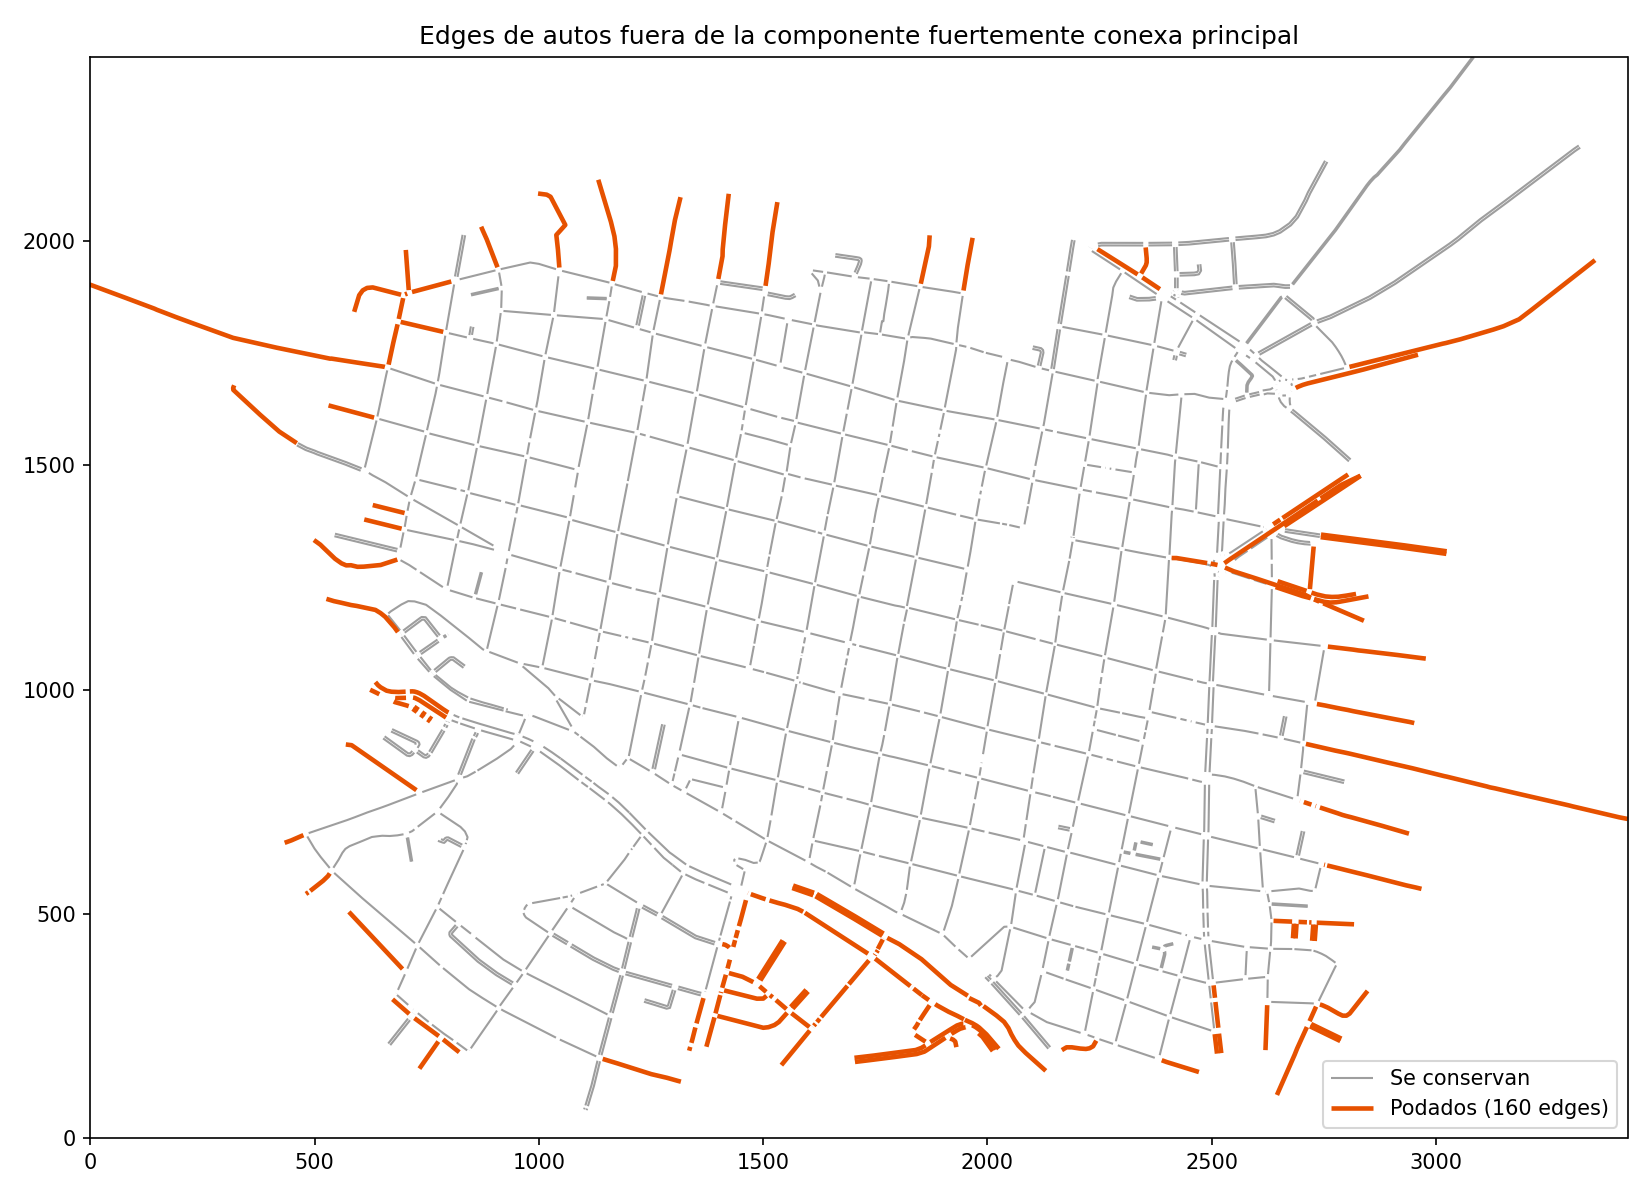 Edges de autos fuera de la componente fuertemente conexa principal
2000
1500
1000
500
0
0 500 1000 1500 2000 2500 3000
Se conservan
Podados (160 edges)